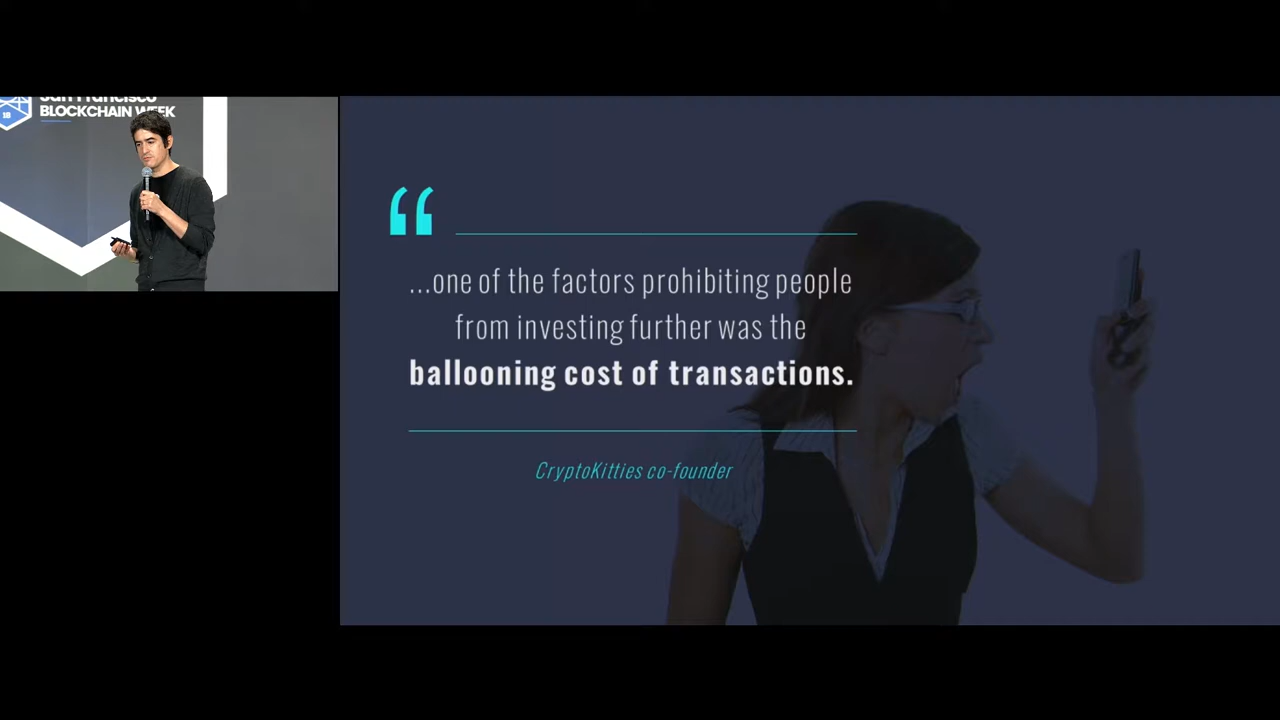 San Francisco
BLOCKCHAIN WEEK
18
“
...one of the factors prohibiting people
from investing further was the
ballooning cost of transactions.
CryptoKitties co-founder